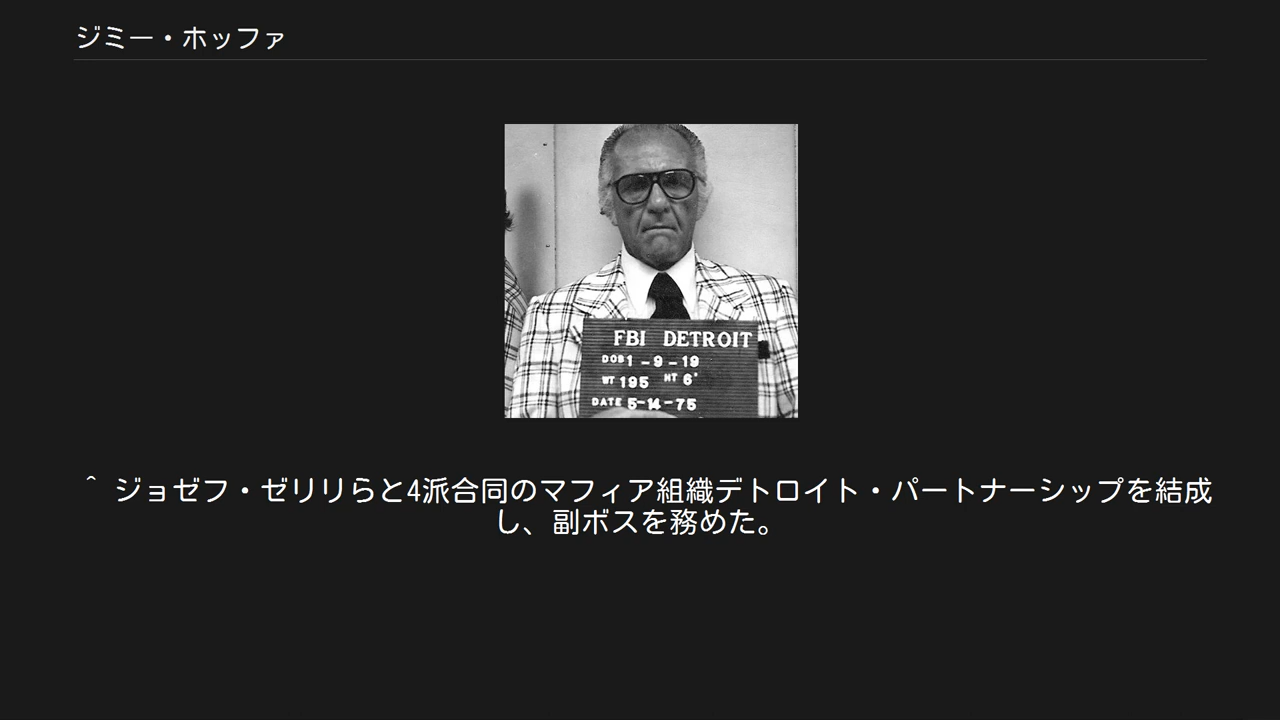 ジミー・ホッファ
FBI DETROIT
DOB 1-9-19
WT 195 HT 6'
DATE 5-14-75
^ ジョゼフ・ゼリリらと4派合同のマフィア組織デトロイト・パートナーシップを結成
し、副ボスを務めた。